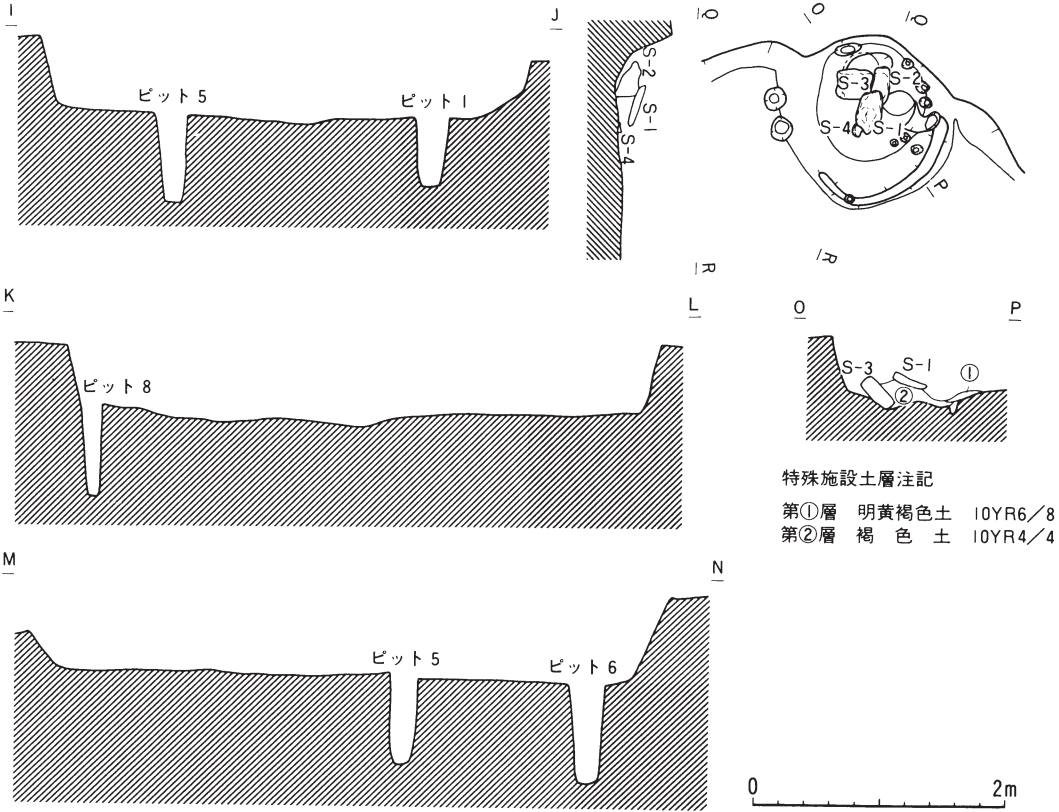 I
J
ピット5
ピット1
S-2
S-1
S-4
Q
O
Q
S-3
S-2
S-4
S-1
P
R
R
K
L
ピット8
O
P
S-3
S-1
①
②
特殊施設土層注記
第①層 明黄褐色土 10YR6/8
第②層 褐色土 10YR4/4
M
N
ピット5
ピット6
0
2m